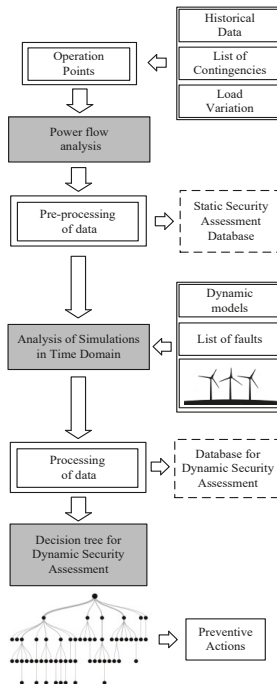 Historical
Data
Operation
Points
List of
Contingencies
Load
Variation
Power flow
analysis
Pre-processing
of data
Static Security
Assessment
Database
Dynamic
models
Analysis of Simulations
in Time Domain
List of faults
Processing
of data
Database for
Dynamic Security
Assessment
Decision tree for
Dynamic Security
Assessment
Preventive
Actions